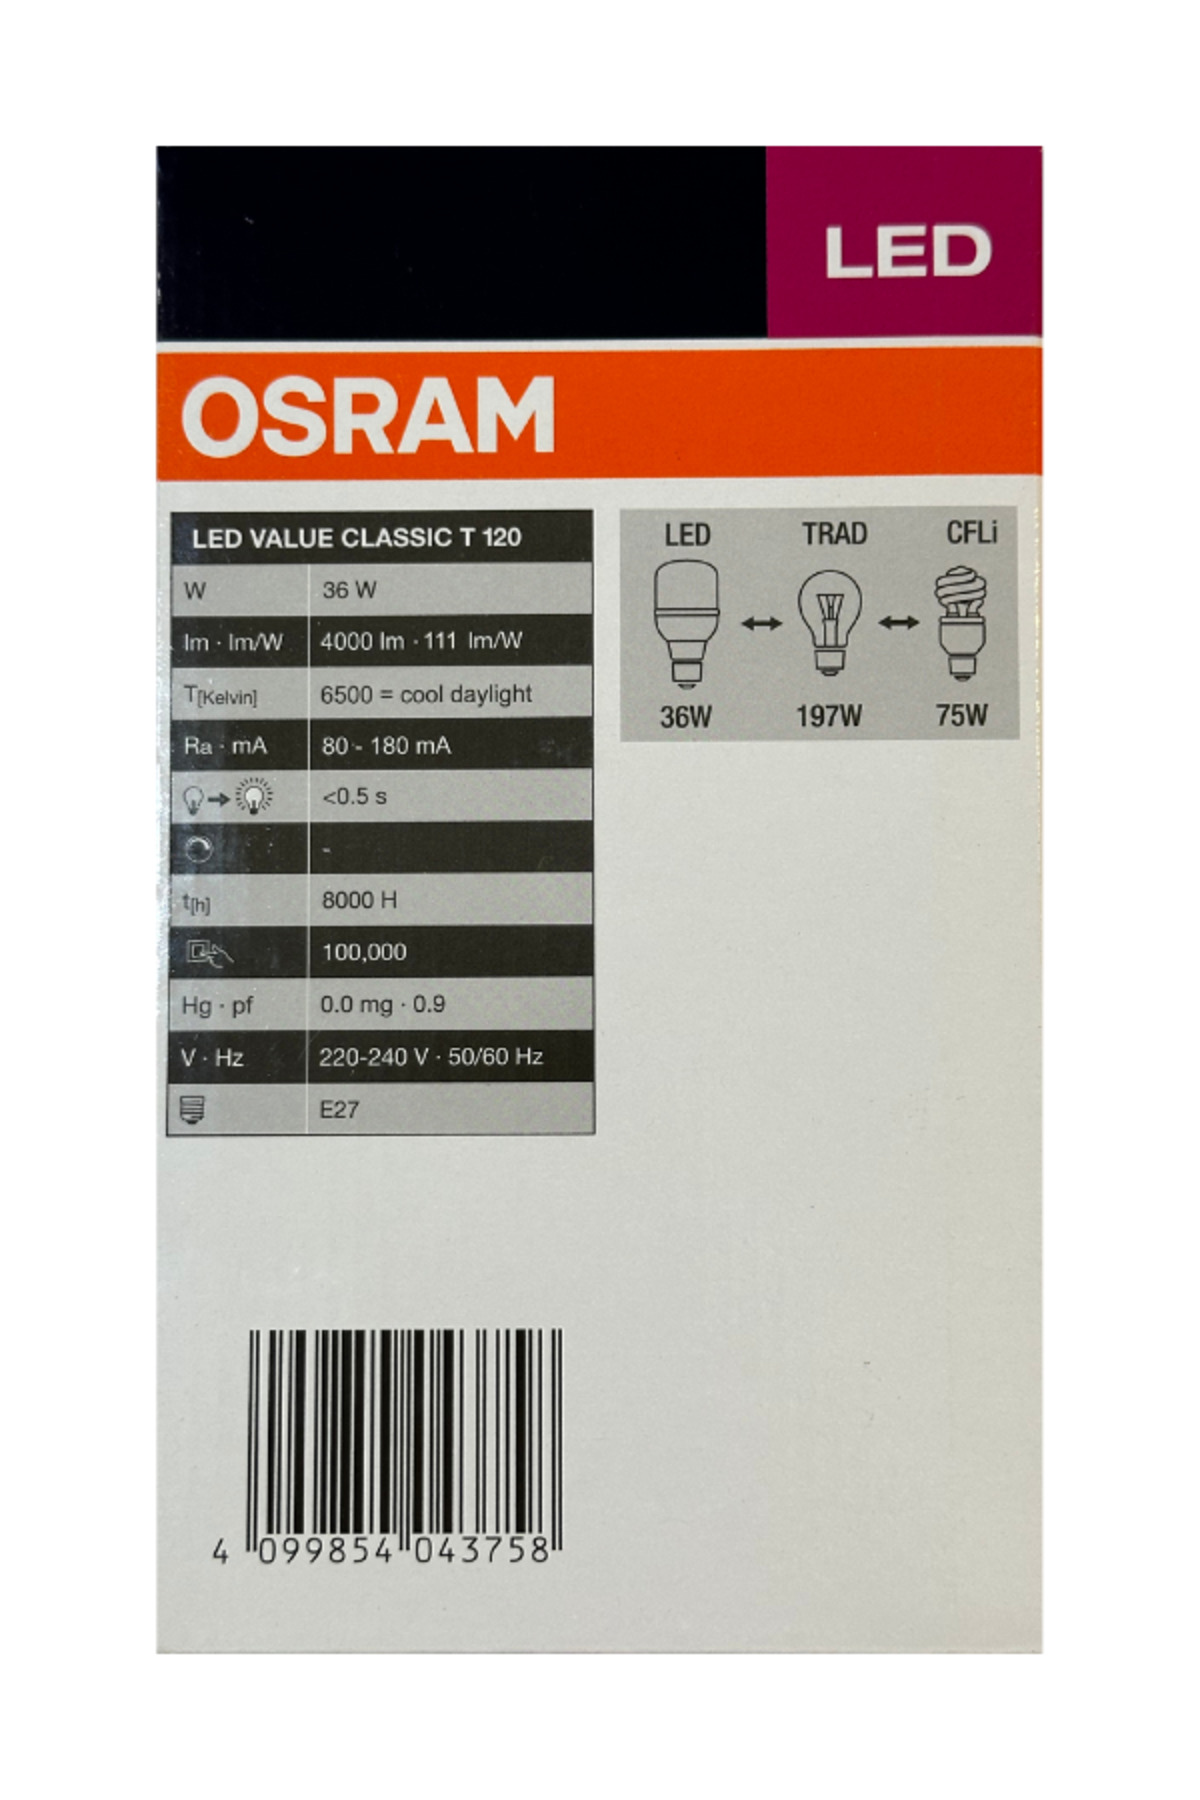 LED
OSRAM
LED VALUE CLASSIC T 120
W 36 W
lm · lm/W 4000 lm · 111 lm/W
T[Kelvin] 6500 = cool daylight
Ra · mA 80 - 180 mA
<0.5 s
-
t[h] 8000 H
100,000
Hg · pf 0.0 mg · 0.9
V · Hz 220-240 V · 50/60 Hz
E27
LED TRAD CFLi
36W 197W 75W
4 099854 043758